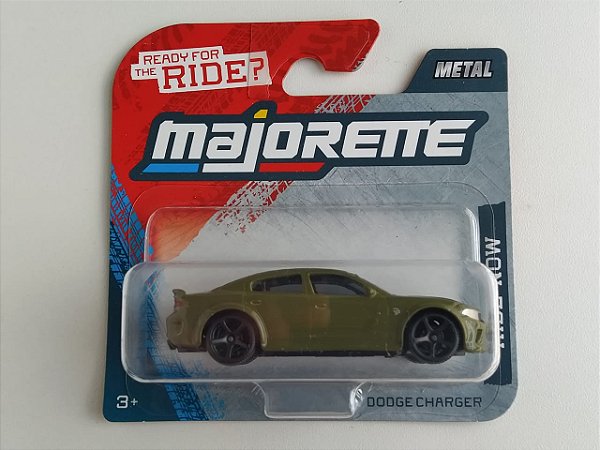 READY FOR
THE RIDE?
METAL
majorette
3+
DODGE CHARGER